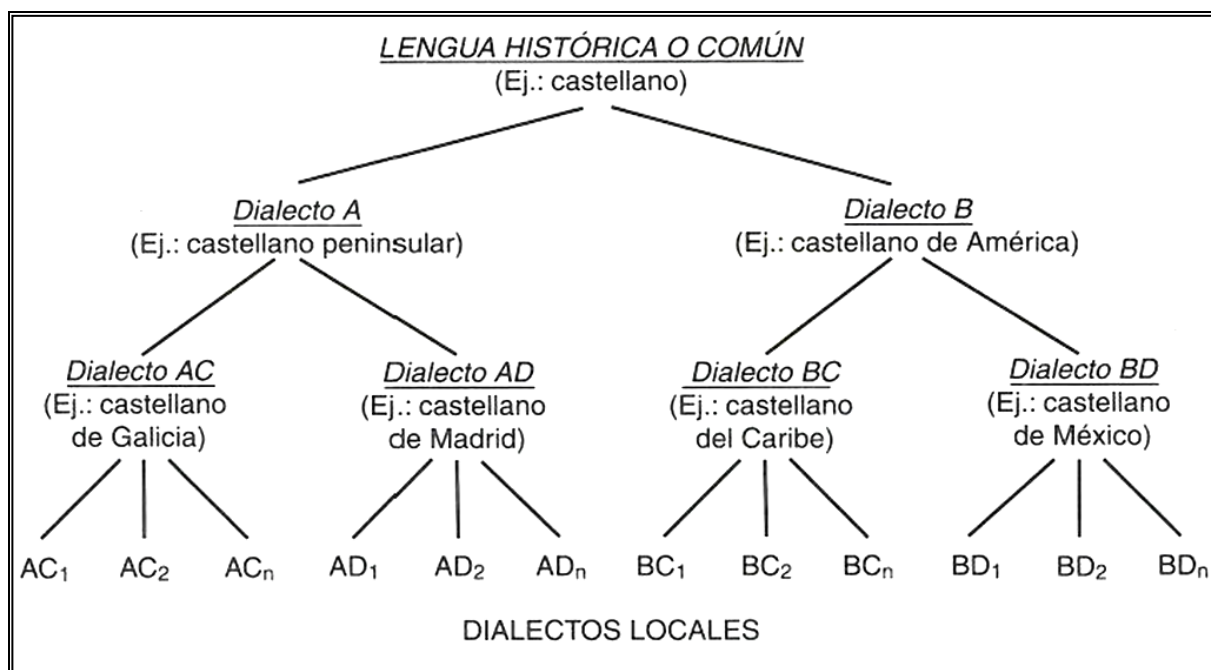 LENGUA HISTÓRICA O COMÚN
(Ej.: castellano)
Dialecto A
(Ej.: castellano peninsular)
Dialecto B
(Ej.: castellano de América)
Dialecto AC
(Ej.: castellano
de Galicia)
Dialecto AD
(Ej.: castellano
de Madrid)
Dialecto BC
(Ej.: castellano
del Caribe)
Dialecto BD
(Ej.: castellano
de México)
AC₁ AC₂ ACₙ AD₁ AD₂ ADₙ BC₁ BC₂ BCₙ BD₁ BD₂ BDₙ
DIALECTOS LOCALES